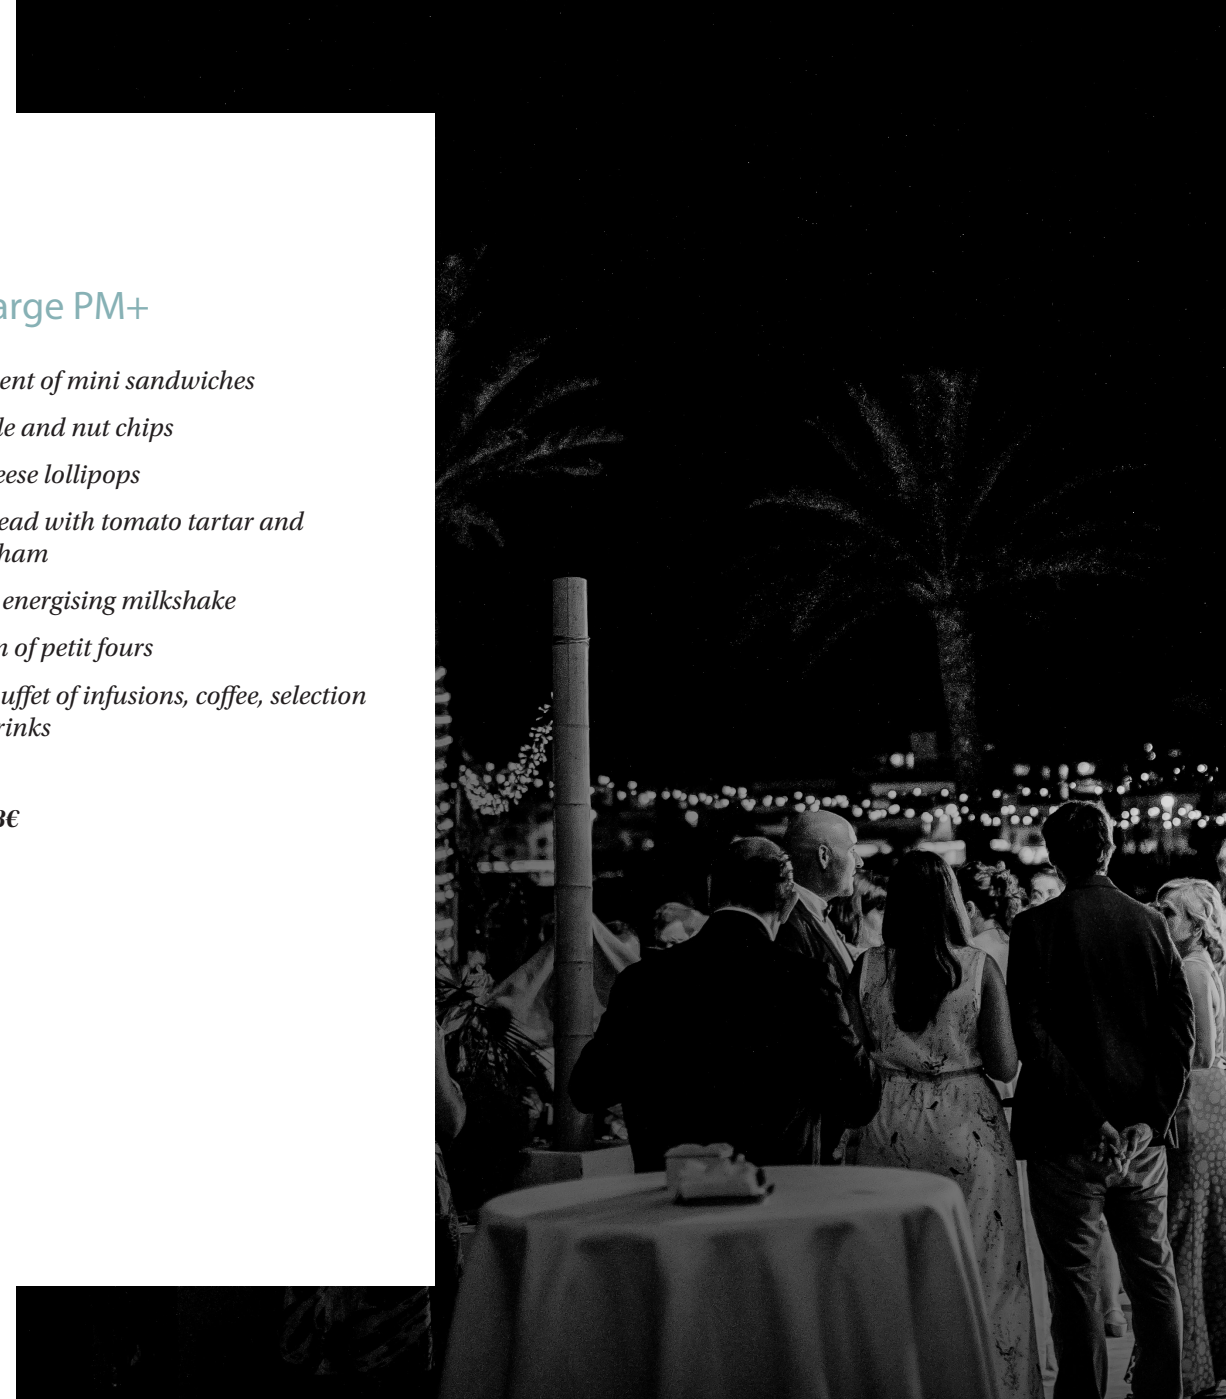 arge PM+
ent of mini sandwiches
le and nut chips
eese lollipops
ead with tomato tartar and
ham
energising milkshake
n of petit fours
uffet of infusions, coffee, selection
rinks
3€